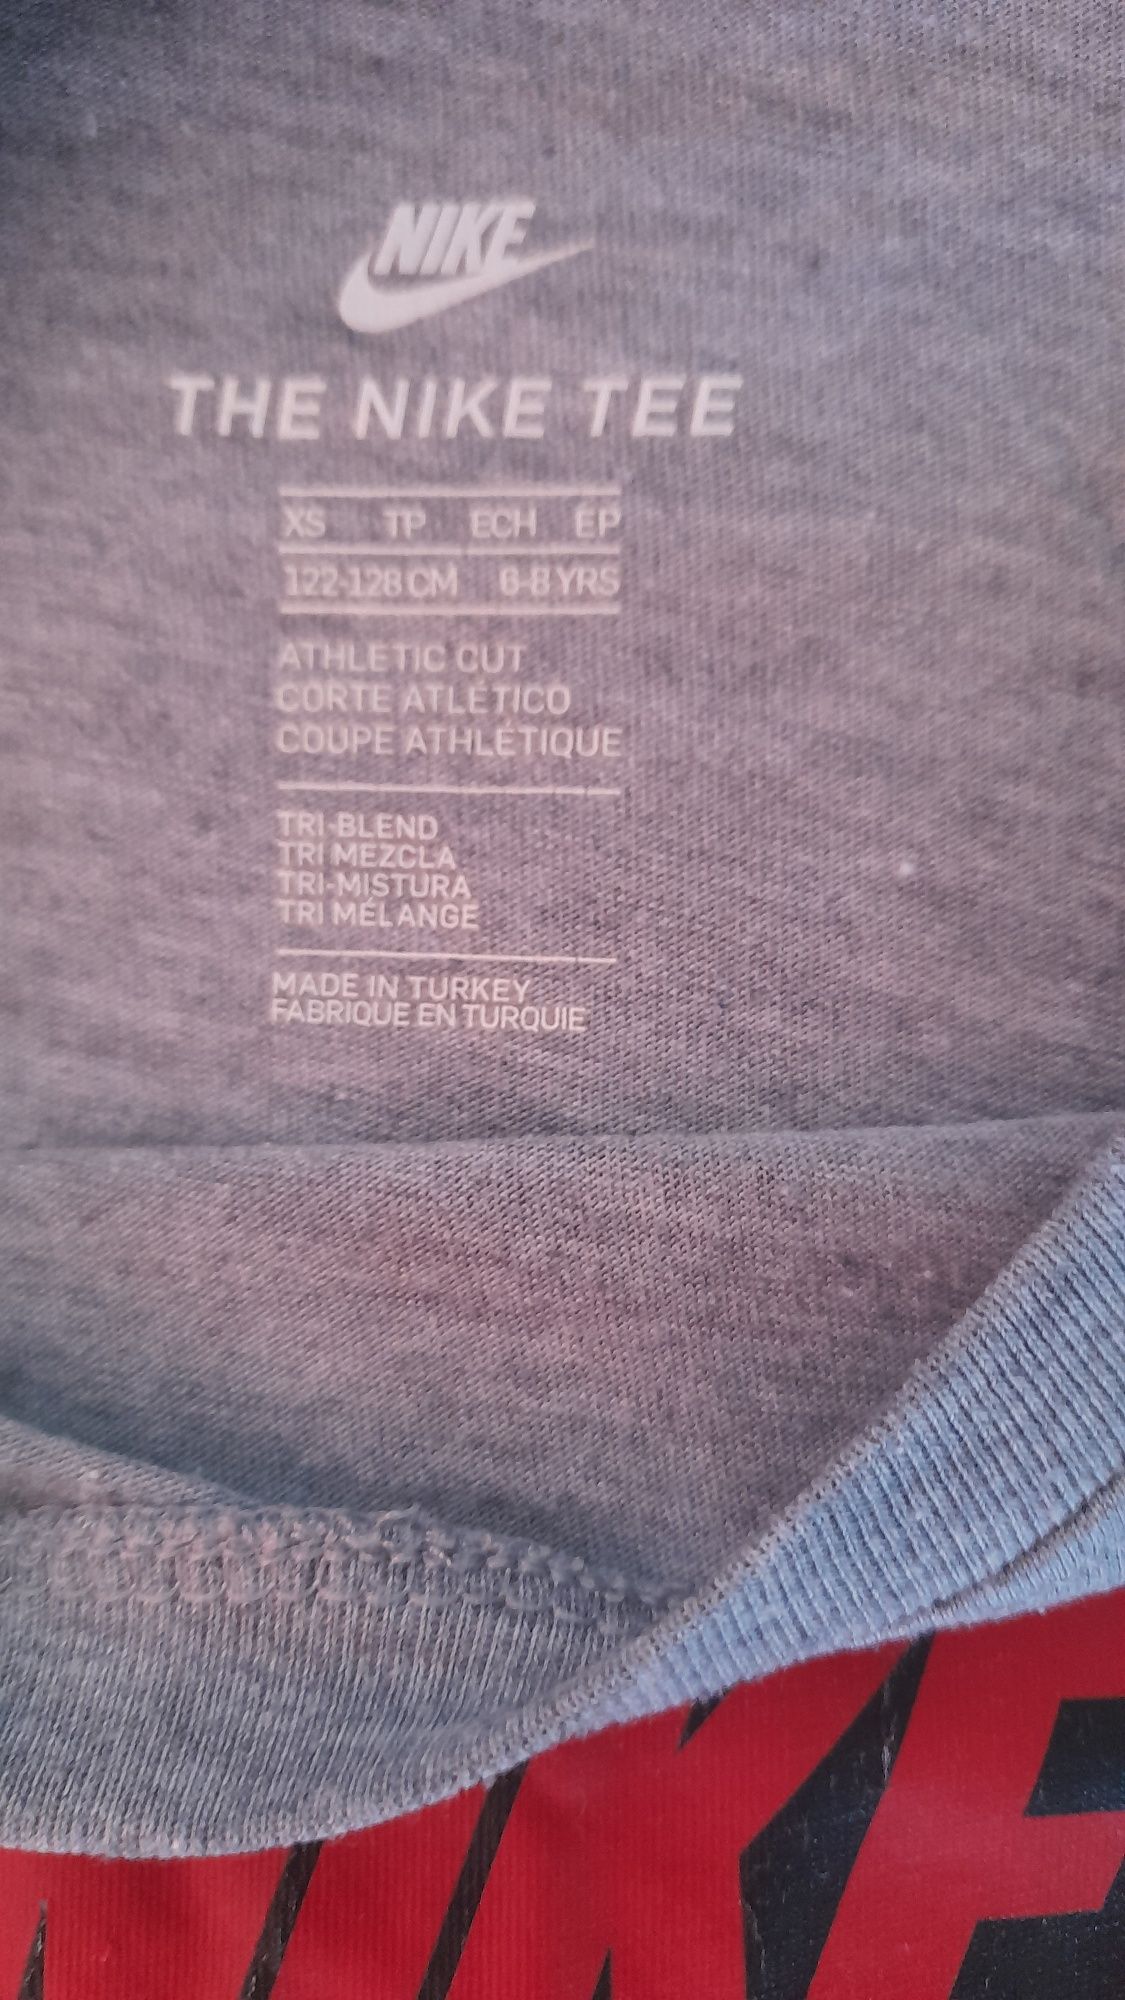 NIKE
THE NIKE TEE
XS TP ECH EP
122-128 CM 6-8 YRS
ATHLETIC CUT
CORTE ATLÉTICO
COUPE ATHLÉTIQUE
TRI-BLEND
TRI MEZCLA
TRI-MISTURA
TRI MÉLANGE
MADE IN TURKEY
FABRIQUE EN TURQUIE
NIKE